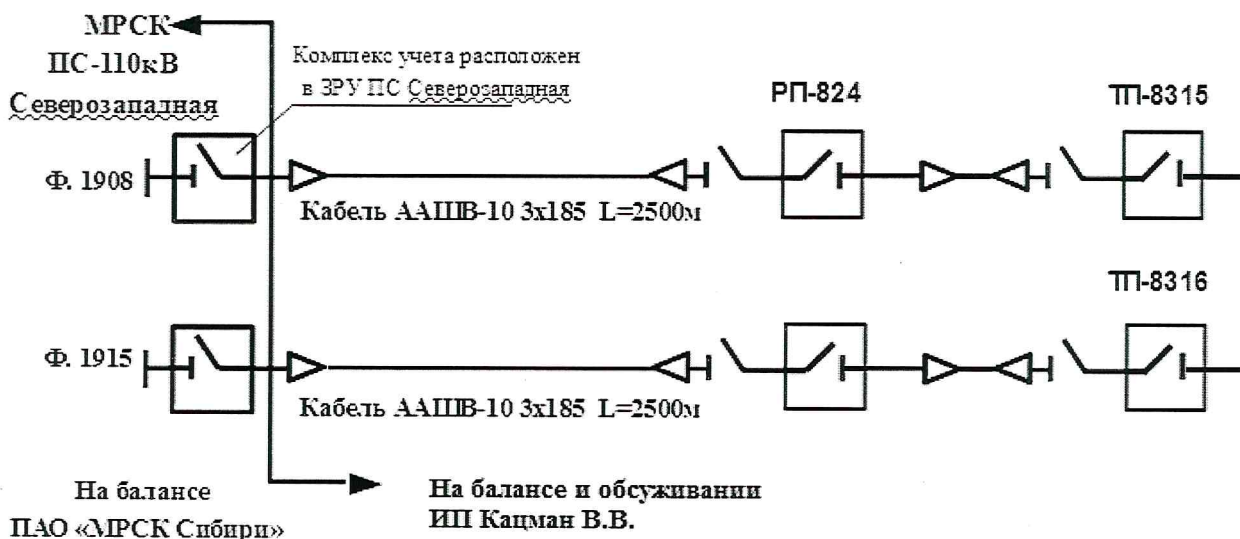 МРСК
ПС-110кВ
Северозападная
Комплекс учета расположен
в ЗРУ ПС Северозападная
РП-824
ТП-8315
Ф. 1908
Кабель ААШВ-10 3х185 L=2500м
ТП-8316
Ф. 1915
Кабель ААШВ-10 3х185 L=2500м
На балансе
ПАО «МРСК Сибири»
На балансе и обсуживании
ИП Кацман В.В.